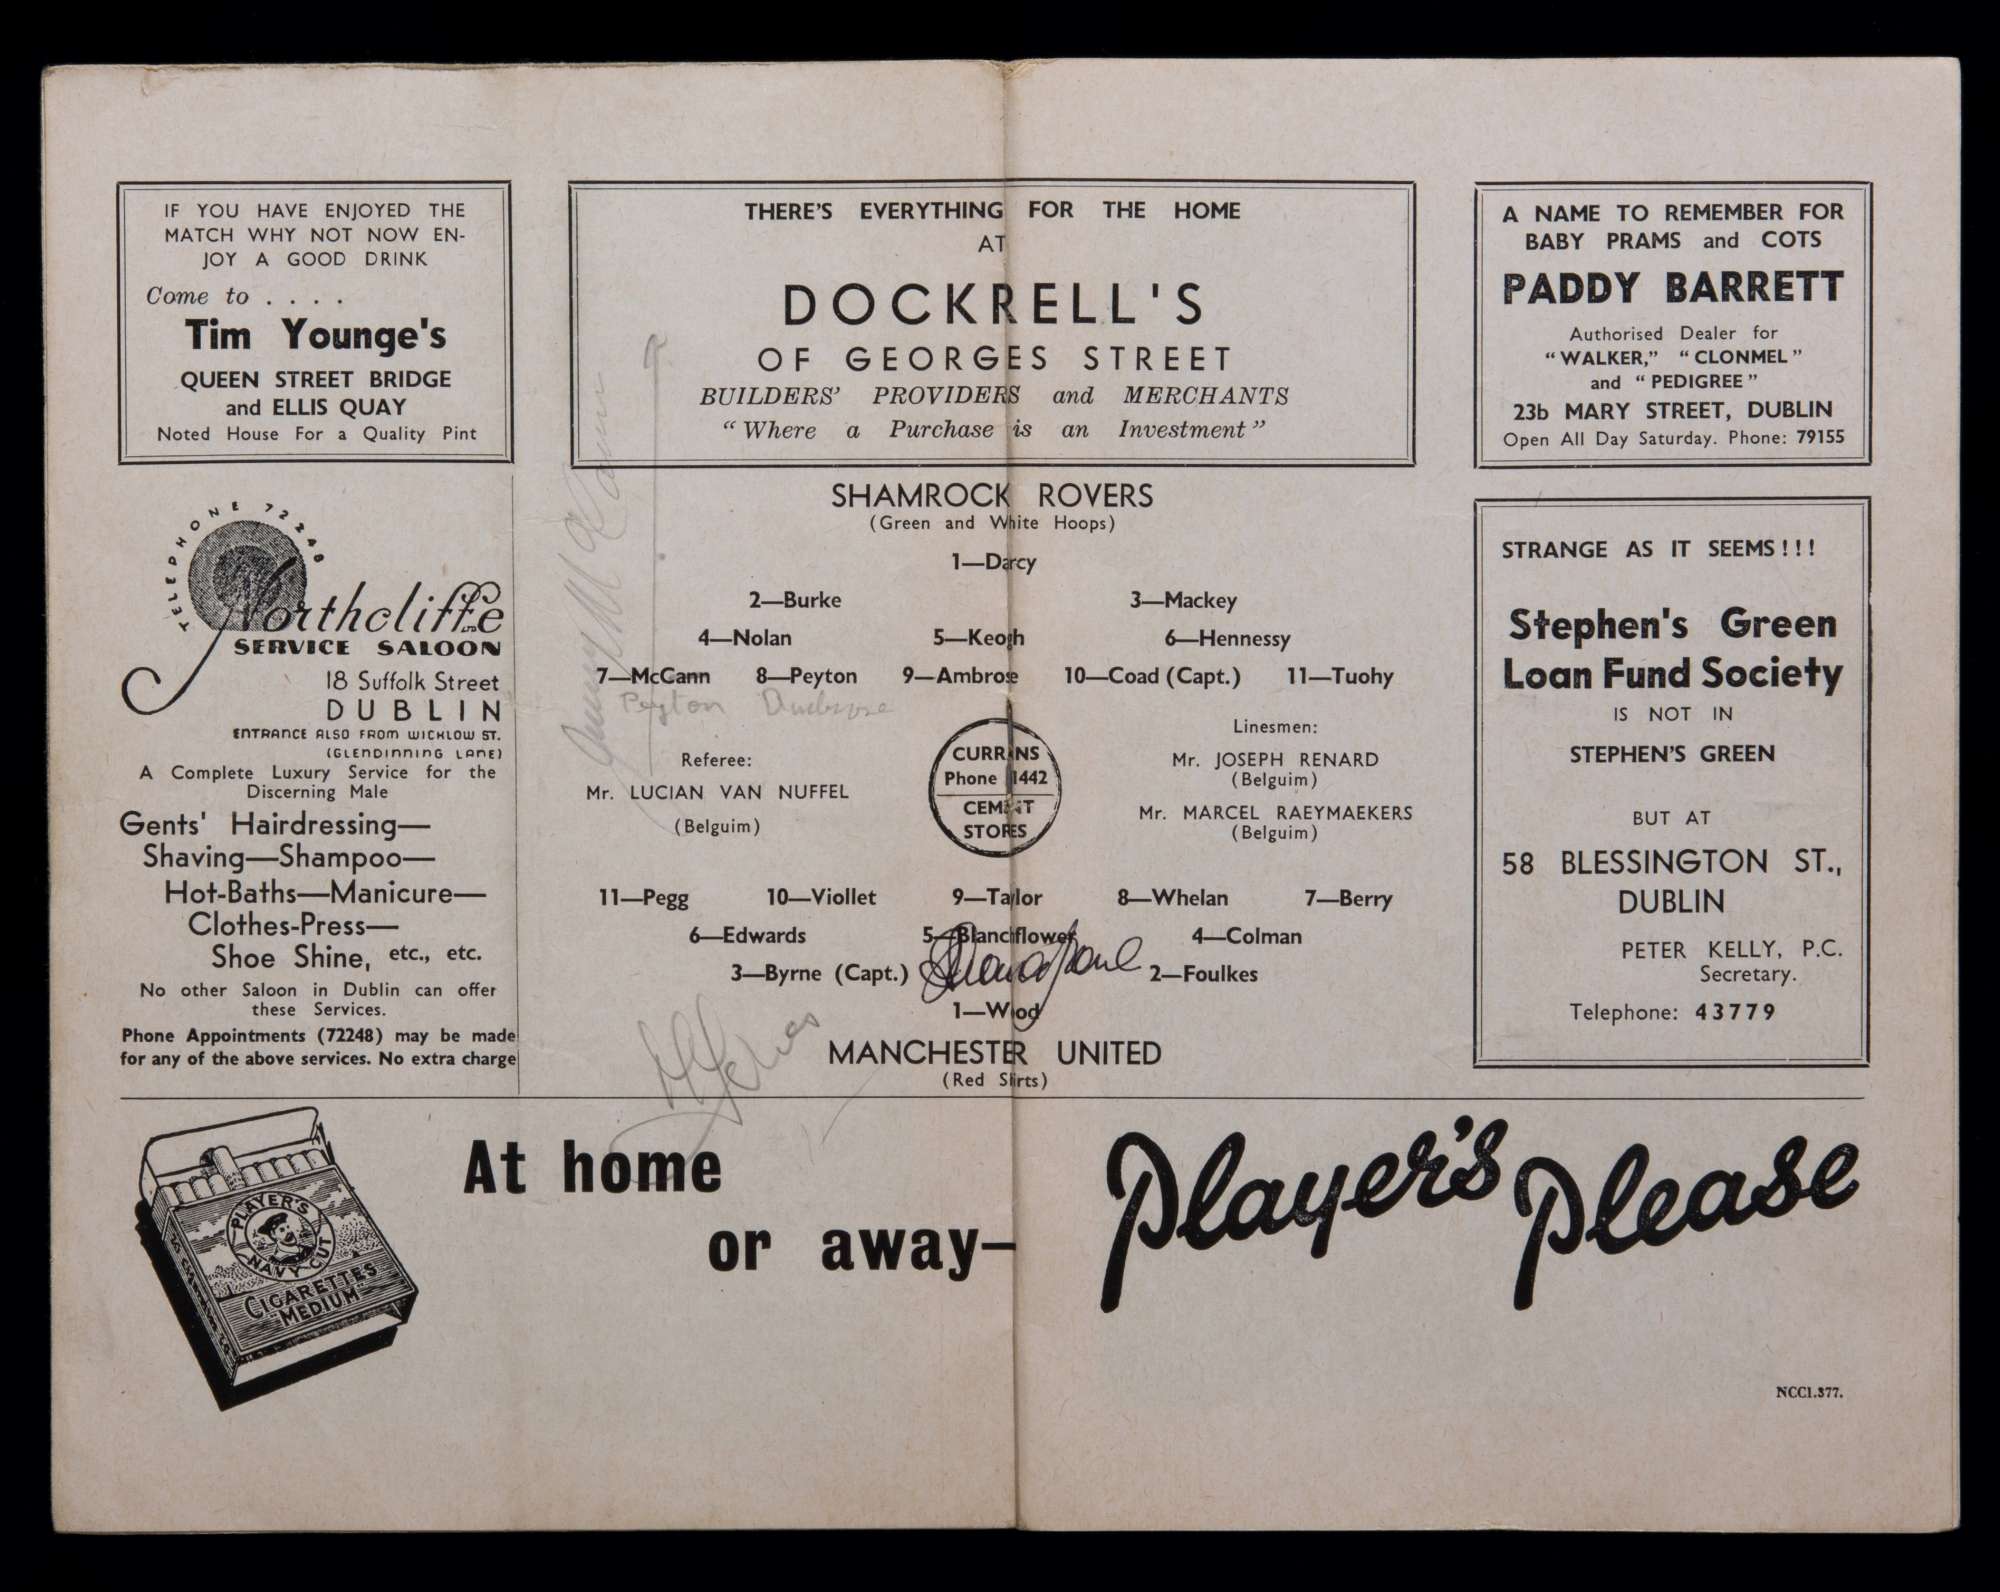 IF YOU HAVE ENJOYED THE
MATCH WHY NOT NOW EN-
JOY A GOOD DRINK
Come to . . . .
Tim Younge's
QUEEN STREET BRIDGE
and ELLIS QUAY
Noted House For a Quality Pint
THERE'S EVERYTHING FOR THE HOME
AT
DOCKRELL'S
OF GEORGES STREET
BUILDERS' PROVIDERS and MERCHANTS
"Where a Purchase is an Investment"
A NAME TO REMEMBER FOR
BABY PRAMS and COTS
PADDY BARRETT
Authorised Dealer for
"WALKER," "CLONMEL"
and "PEDIGREE"
23b MARY STREET, DUBLIN
Open All Day Saturday. Phone: 79155
TELEPHONE 72248
Northcliffe
SERVICE SALOON
18 Suffolk Street
DUBLIN
ENTRANCE ALSO FROM WICKLOW ST.
(GLENDINNING LANE)
A Complete Luxury Service for the
Discerning Male
Gents' Hairdressing—
Shaving—Shampoo—
Hot-Baths—Manicure—
Clothes-Press—
Shoe Shine, etc., etc.
No other Saloon in Dublin can offer
these Services.
Phone Appointments (72248) may be made
for any of the above services. No extra charge
SHAMROCK ROVERS
(Green and White Hoops)
1—Darcy
2—Burke 3—Mackey
4—Nolan 5—Keogh 6—Hennessy
7—McCann 8—Peyton 9—Ambrose 10—Coad (Capt.) 11—Tuohy
Peyton
Jimmy McCann
Referee:
Mr. LUCIAN VAN NUFFEL
(Belguim)
CURRANS
Phone 1442
CEMENT
STORES
Linesmen:
Mr. JOSEPH RENARD
(Belguim)
Mr. MARCEL RAEYMAEKERS
(Belguim)
11—Pegg 10—Viollet 9—Taylor 8—Whelan 7—Berry
6—Edwards 5—Blanchflower 4—Colman
3—Byrne (Capt.) 2—Foulkes
1—Wood
MANCHESTER UNITED
(Red Shirts)
STRANGE AS IT SEEMS!!!
Stephen's Green
Loan Fund Society
IS NOT IN
STEPHEN'S GREEN
BUT AT
58 BLESSINGTON ST.,
DUBLIN
PETER KELLY, P.C.
Secretary.
Telephone: 43779
PLAYER'S
NAVY CUT
CIGARETTES
MEDIUM
At home
or away—
Player's Please
NCC1.377.